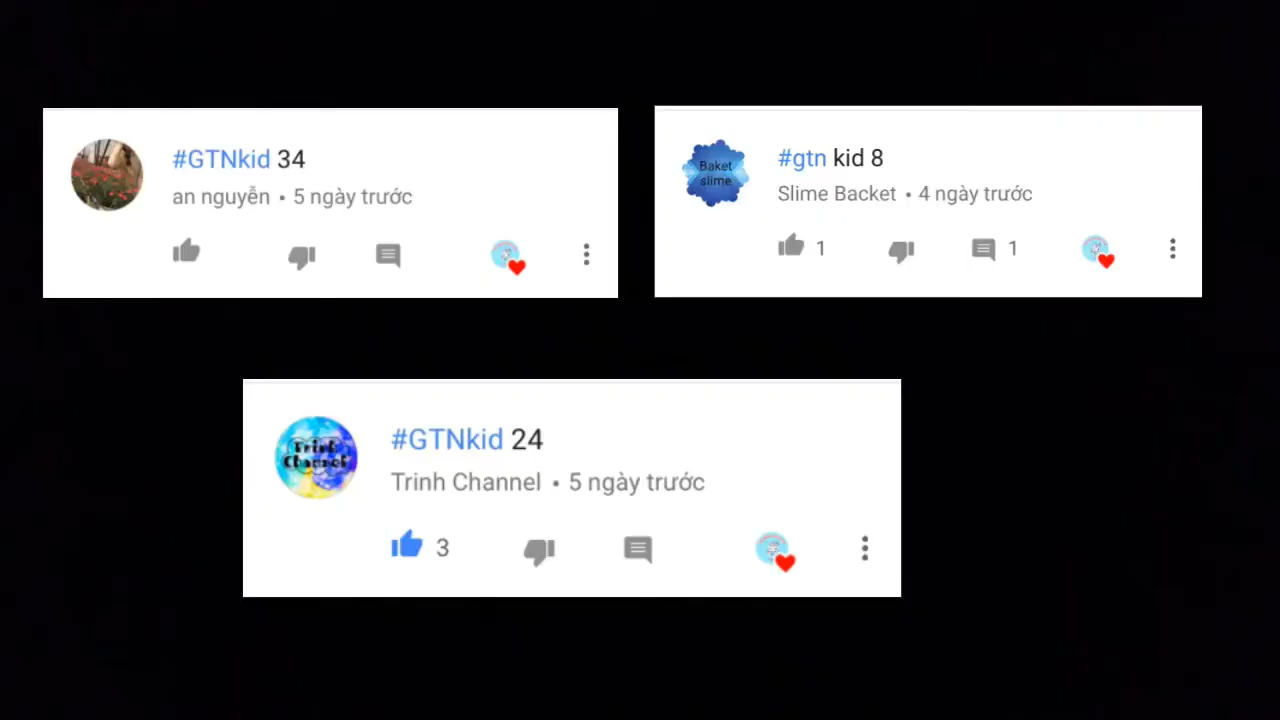 #GTNkid 34
an nguyễn • 5 ngày trước
Baket
slime
#gtn kid 8
Slime Backet • 4 ngày trước
1
1
Trinh
Channel
#GTNkid 24
Trinh Channel • 5 ngày trước
3